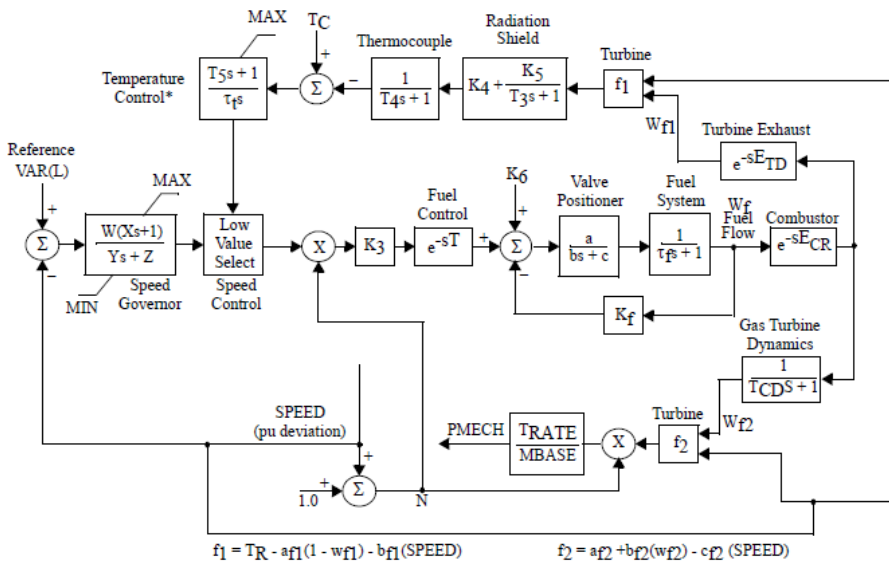 MAX
T5s + 1
τts
Temperature
Control*
TC
+
Σ
−
Thermocouple
1
T4s + 1
Radiation
Shield
K4 + K5
T3s + 1
Turbine
f1
Wf1
Turbine Exhaust
e-sETD
Reference
VAR(L)
+
Σ
−
MAX
W(Xs+1)
Ys + Z
MIN
Speed
Governor
Low
Value
Select
Speed
Control
X
K3
Fuel
Control
e-sT
+
K6
+
Σ
−
Valve
Positioner
a
bs + c
Fuel
System
1
τfs + 1
Wf
Fuel
Flow
Combustor
e-sECR
Kf
Gas Turbine
Dynamics
1
TCDS + 1
Wf2
SPEED
(pu deviation)
+
1.0
+
Σ
N
PMECH
TRATE
MBASE
X
Turbine
f2
f1 = TR - af1(1 - wf1) - bf1(SPEED)
f2 = af2 +bf2(wf2) - cf2 (SPEED)